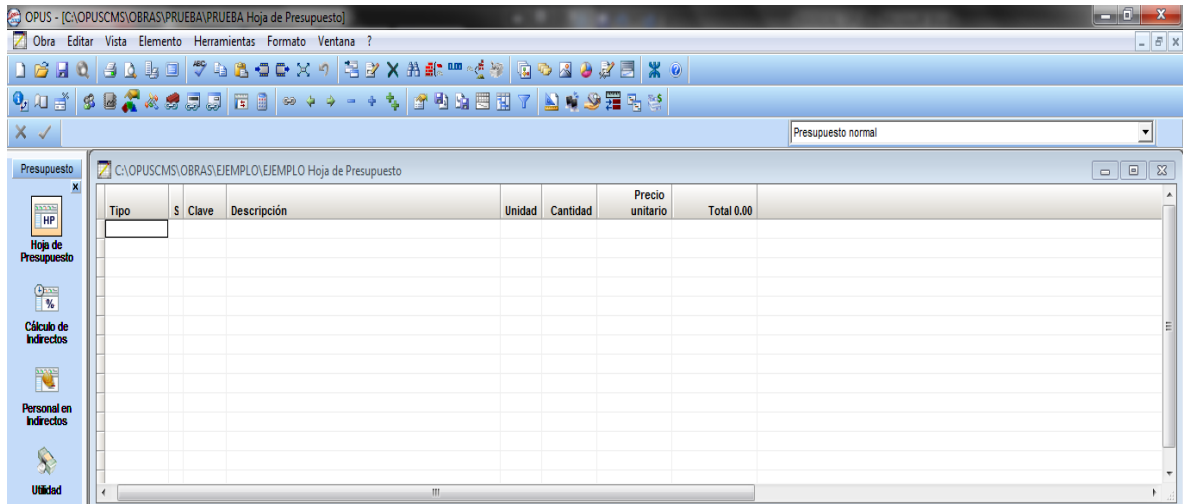 OPUS - [C:\OPUSCMS\OBRAS\PRUEBA\PRUEBA Hoja de Presupuesto]
Obra Editar Vista Elemento Herramientas Formato Ventana ?
Presupuesto normal
Presupuesto
C:\OPUSCMS\OBRAS\EJEMPLO\EJEMPLO Hoja de Presupuesto
Tipo S Clave Descripción Unidad Cantidad Precio unitario Total 0.00
HP
Hoja de
Presupuesto
%
Cálculo de
Indirectos
Personal en
Indirectos
Utilidad